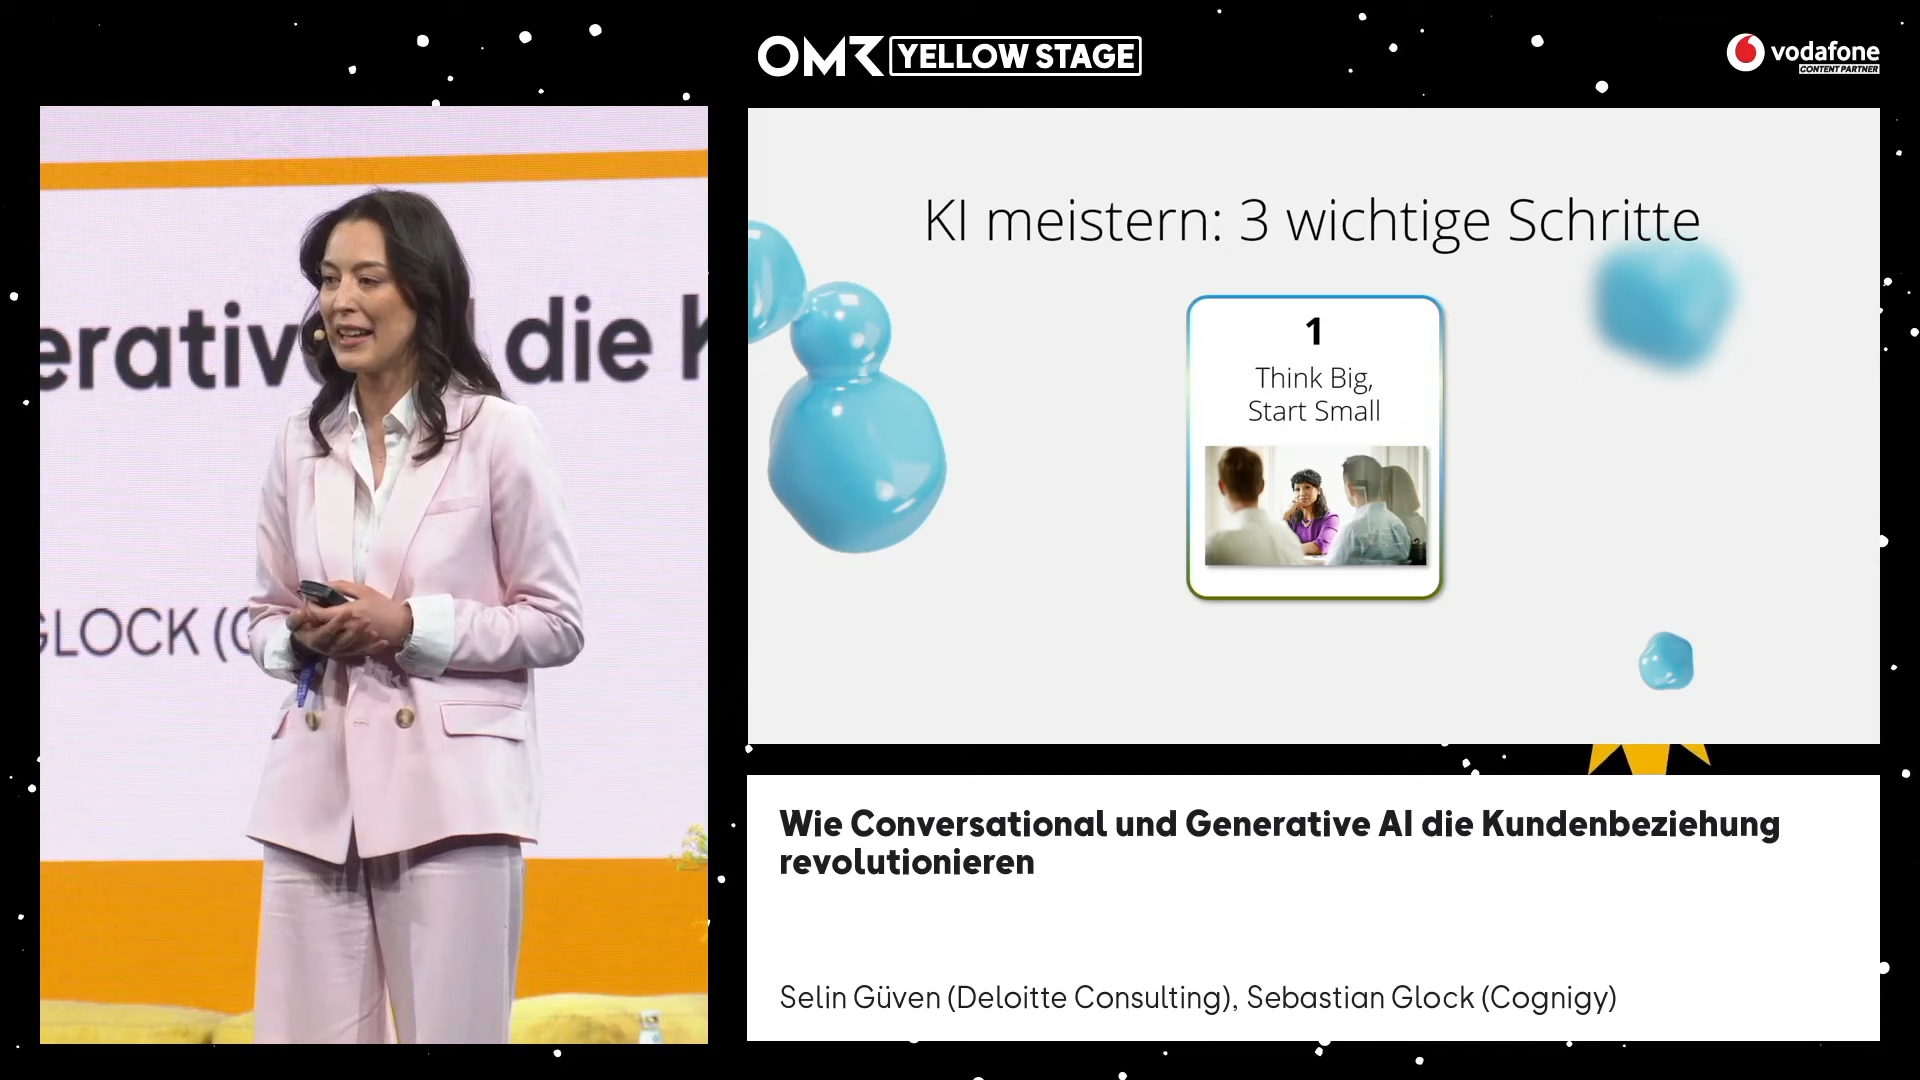 OMR YELLOW STAGE
vodafone
CONTENT PARTNER
erativ die K
GLOCK (C
KI meistern: 3 wichtige Schritte
1
Think Big,
Start Small
Wie Conversational und Generative AI die Kundenbeziehung
revolutionieren
Selin Güven (Deloitte Consulting), Sebastian Glock (Cognigy)